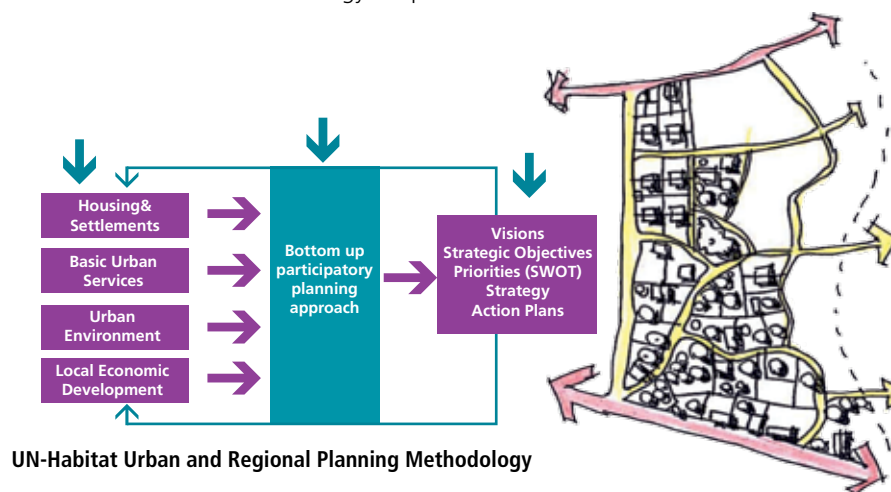 Housing&
Settlements
Basic Urban
Services
Urban
Environment
Local Economic
Development
Bottom up
participatory
planning
approach
Visions
Strategic Objectives
Priorities (SWOT)
Strategy
Action Plans
UN-Habitat Urban and Regional Planning Methodology